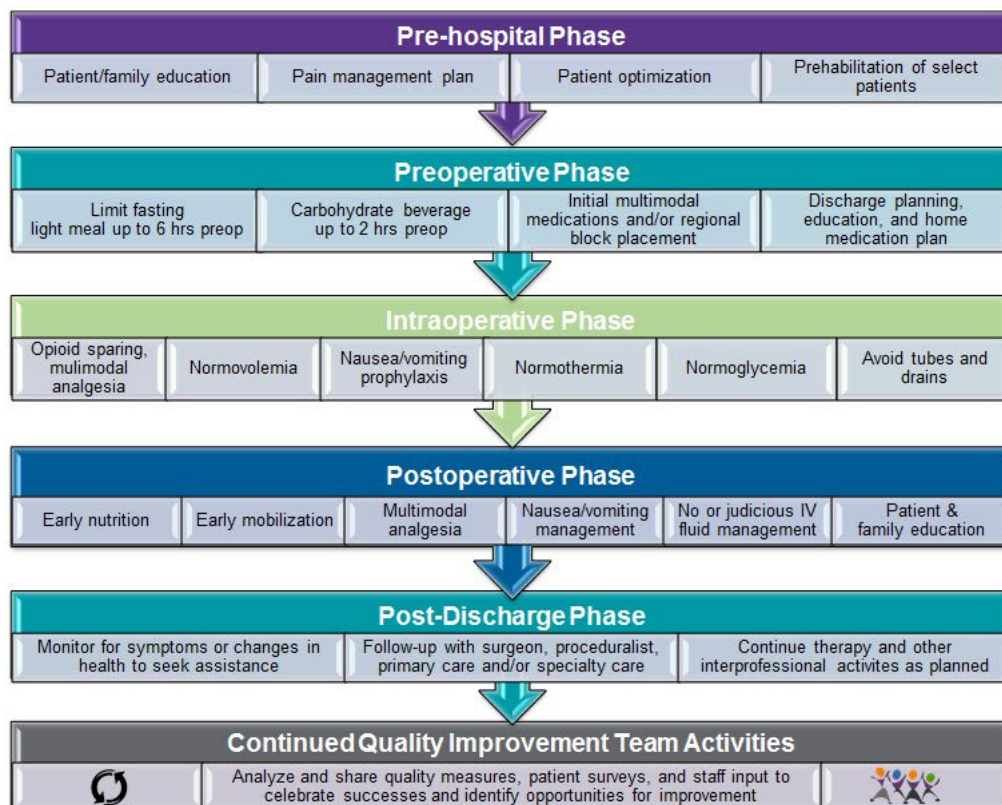 Pre-hospital Phase
Patient/family education
Pain management plan
Patient optimization
Prehabilitation of select
patients
Preoperative Phase
Limit fasting
light meal up to 6 hrs preop
Carbohydrate beverage
up to 2 hrs preop
Initial multimodal
medications and/or regional
block placement
Discharge planning,
education, and home
medication plan
Intraoperative Phase
Opioid sparing,
mulimodal
analgesia
Normovolemia
Nausea/vomiting
prophylaxis
Normothermia
Normoglycemia
Avoid tubes and
drains
Postoperative Phase
Early nutrition
Early mobilization
Multimodal
analgesia
Nausea/vomiting
management
No or judicious IV
fluid management
Patient &
family education
Post-Discharge Phase
Monitor for symptoms or changes in
health to seek assistance
Follow-up with surgeon, proceduralist,
primary care and/or specialty care
Continue therapy and other
interprofessional activites as planned
Continued Quality Improvement Team Activities
Analyze and share quality measures, patient surveys, and staff input to
celebrate successes and identify opportunities for improvement